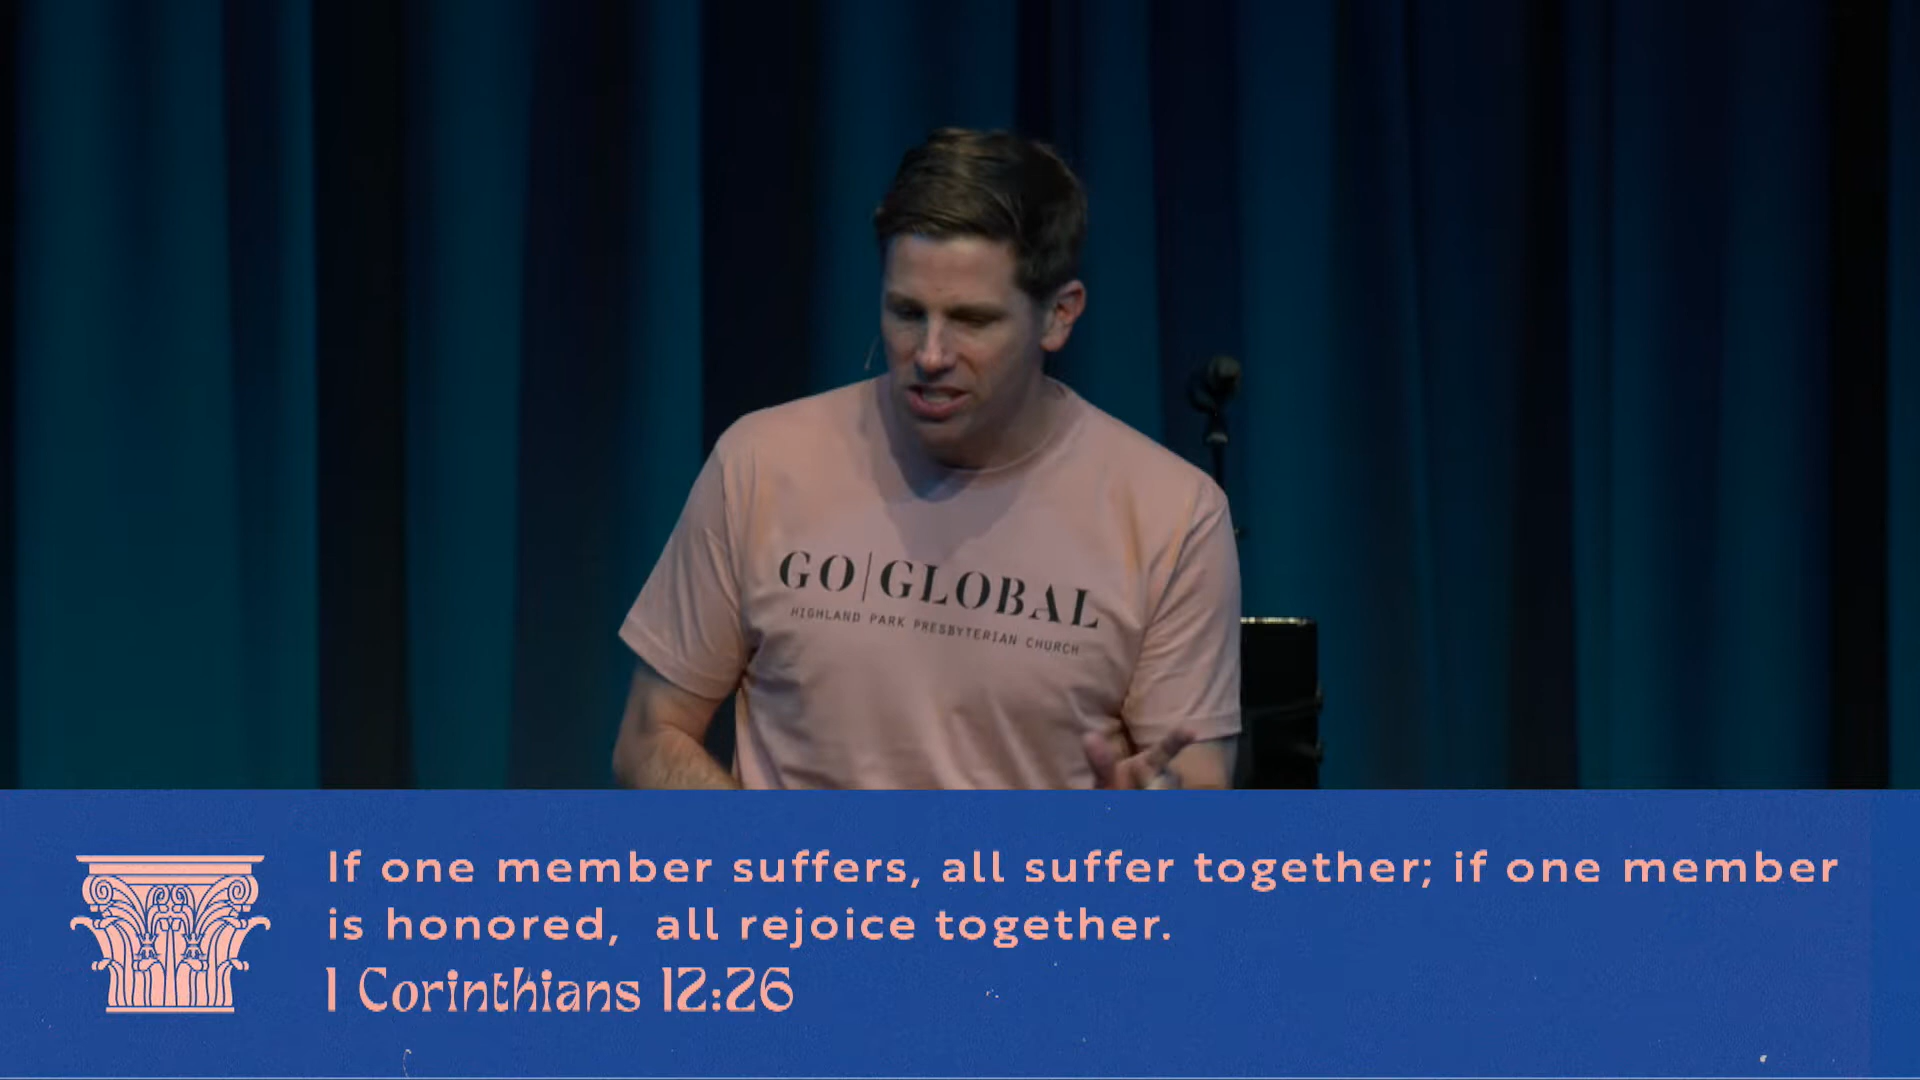 GO|GLOBAL
HIGHLAND PARK PRESBYTERIAN CHURCH
If one member suffers, all suffer together; if one member
is honored, all rejoice together.
1 Corinthians 12:26